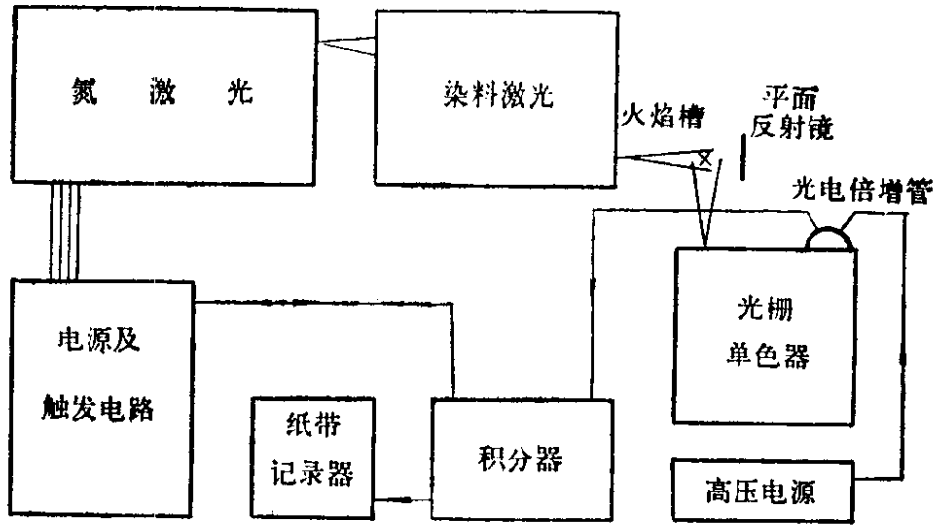 氮 激 光
染料激光
火焰槽
平面
反射镜
光电倍增管
电源及
触发电路
光栅
单色器
纸带
记录器
积分器
高压电源